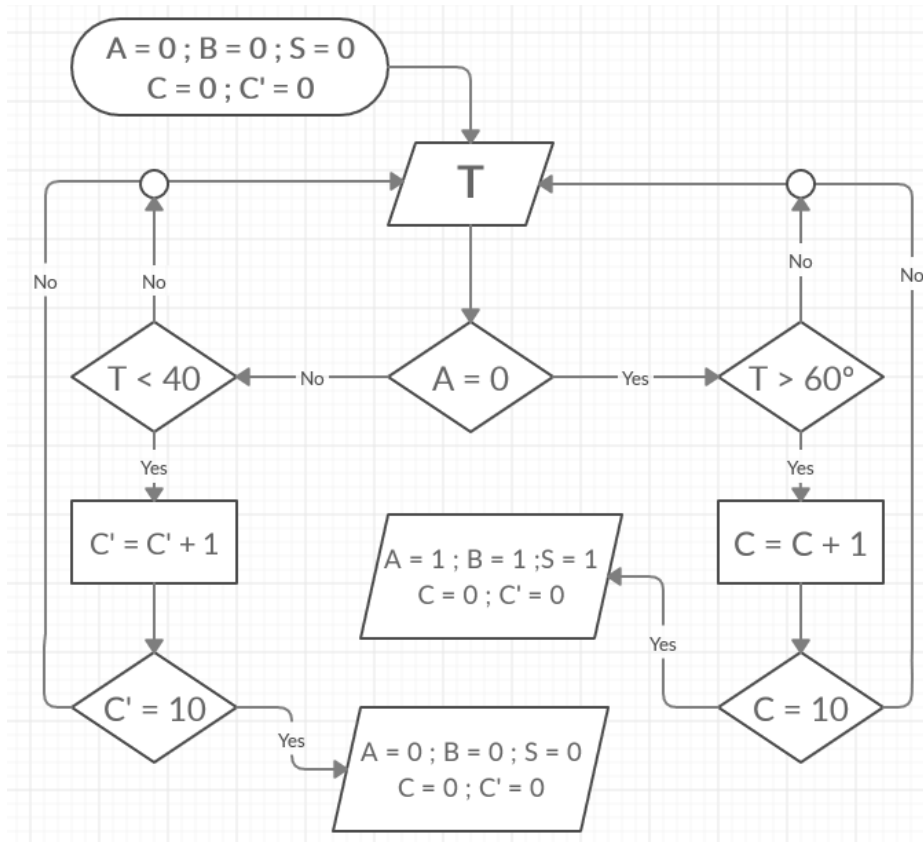 A = 0 ; B = 0 ; S = 0
C = 0 ; C' = 0
T
No
No
No
No
T < 40
No
A = 0
Yes
T > 60º
Yes
Yes
C' = C' + 1
A = 1 ; B = 1 ;S = 1
C = 0 ; C' = 0
C = C + 1
Yes
C' = 10
Yes
A = 0 ; B = 0 ; S = 0
C = 0 ; C' = 0
C = 10